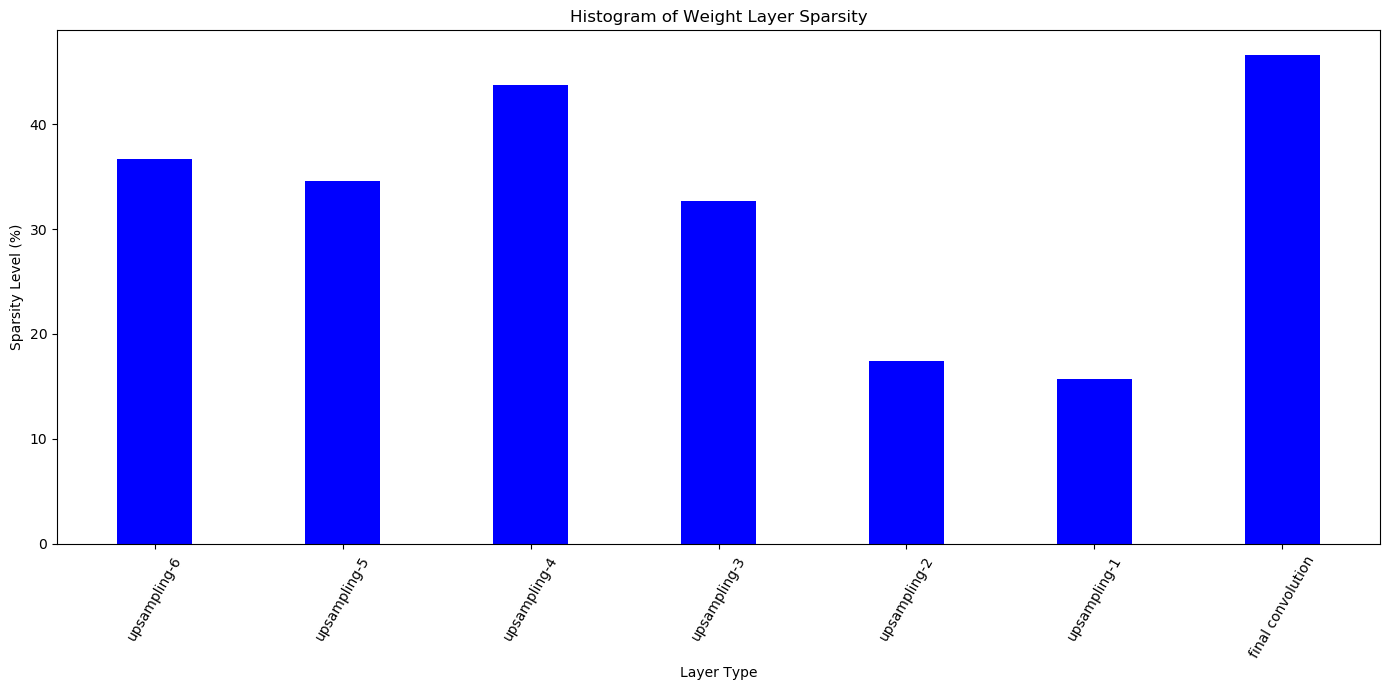 Histogram of Weight Layer Sparsity
Sparsity Level (%)
40
30
20
10
0
upsampling-6
upsampling-5
upsampling-4
upsampling-3
upsampling-2
upsampling-1
final convolution
Layer Type